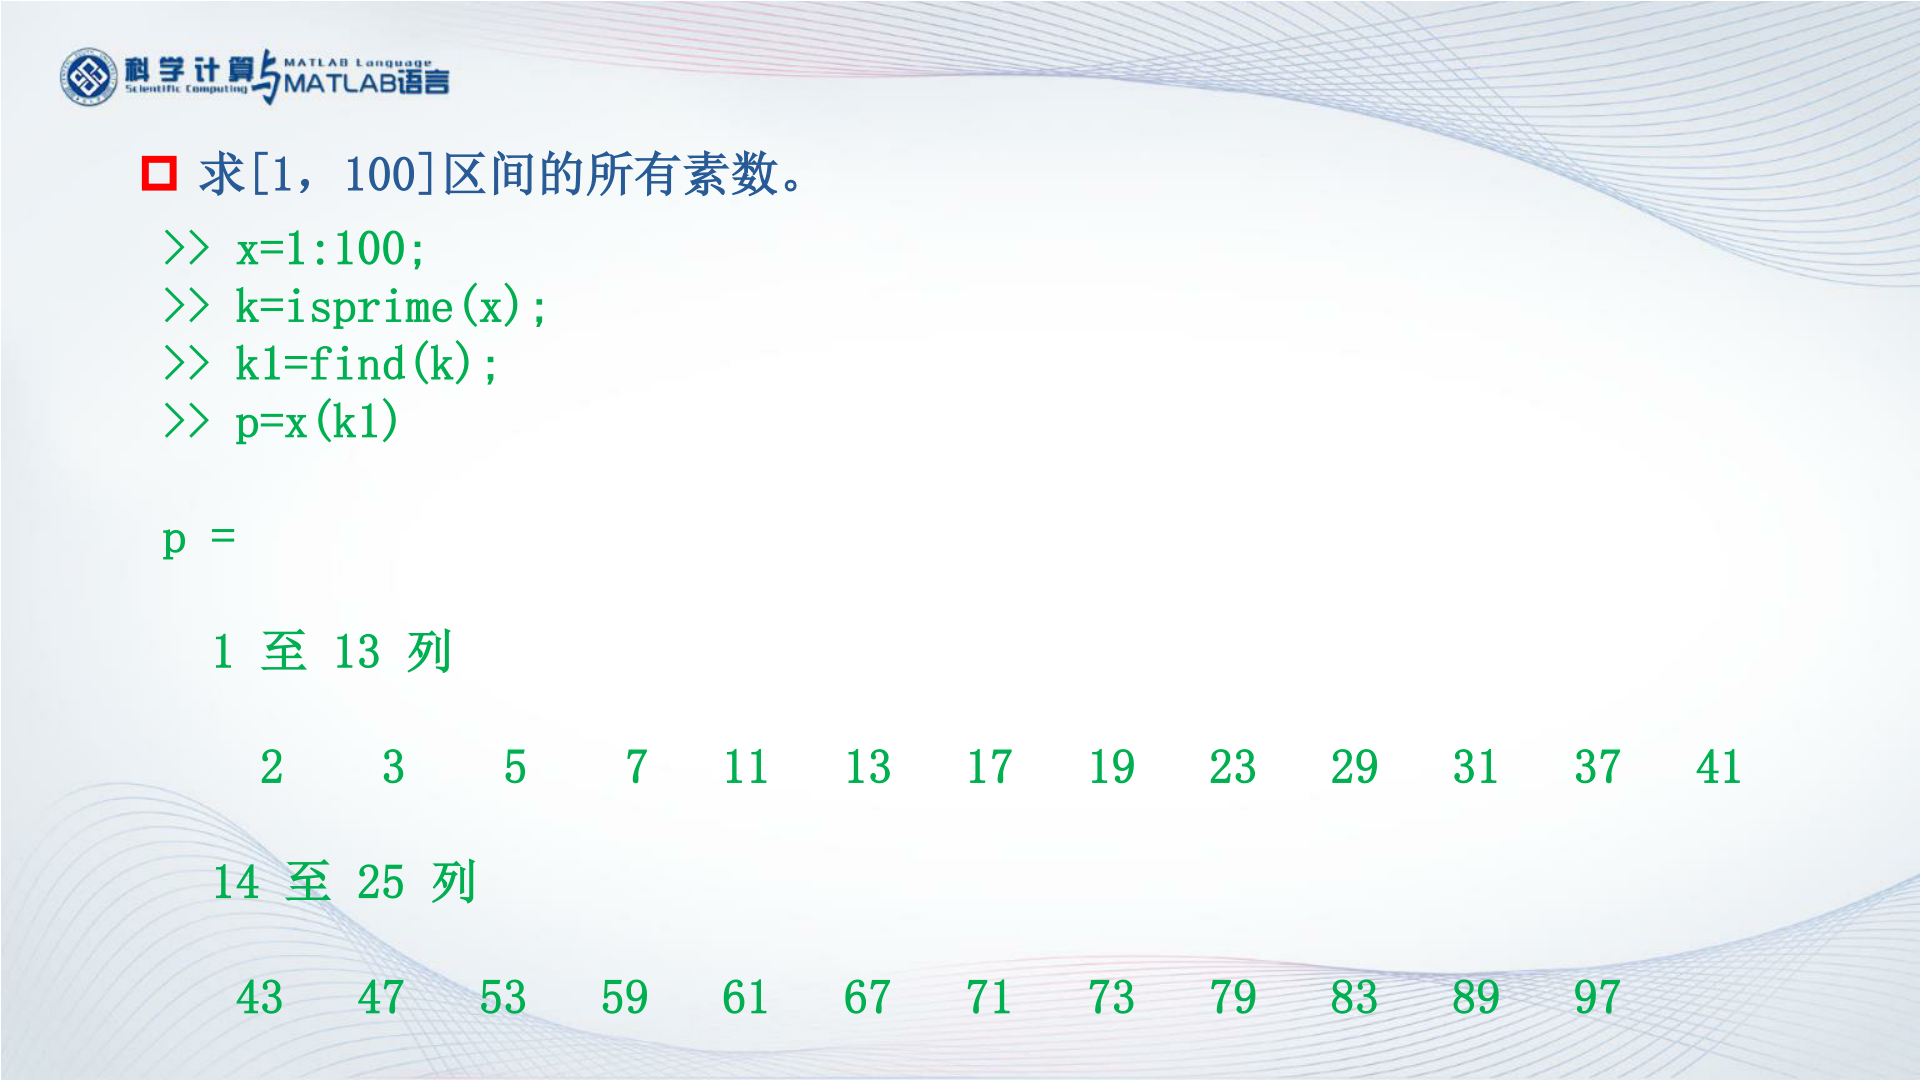 科学计算与MATLAB语言
Scientific Computing MATLAB Language
求[1, 100]区间的所有素数。
>> x=1:100;
>> k=isprime(x);
>> k1=find(k);
>> p=x(k1)
p =
1 至 13 列
2 3 5 7 11 13 17 19 23 29 31 37 41
14 至 25 列
43 47 53 59 61 67 71 73 79 83 89 97